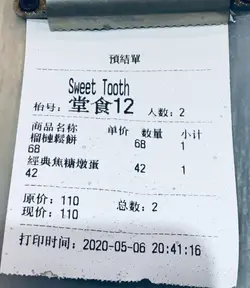 預結單
Sweet Tooth
枱号：堂食12 人数：2
商品名称 单价 数量 小计
榴槤鬆餅 68 1
68
經典焦糖燉蛋 42 1
42
原价：110
现价：110 总数：2
打印时间：2020-05-06 20:41:16